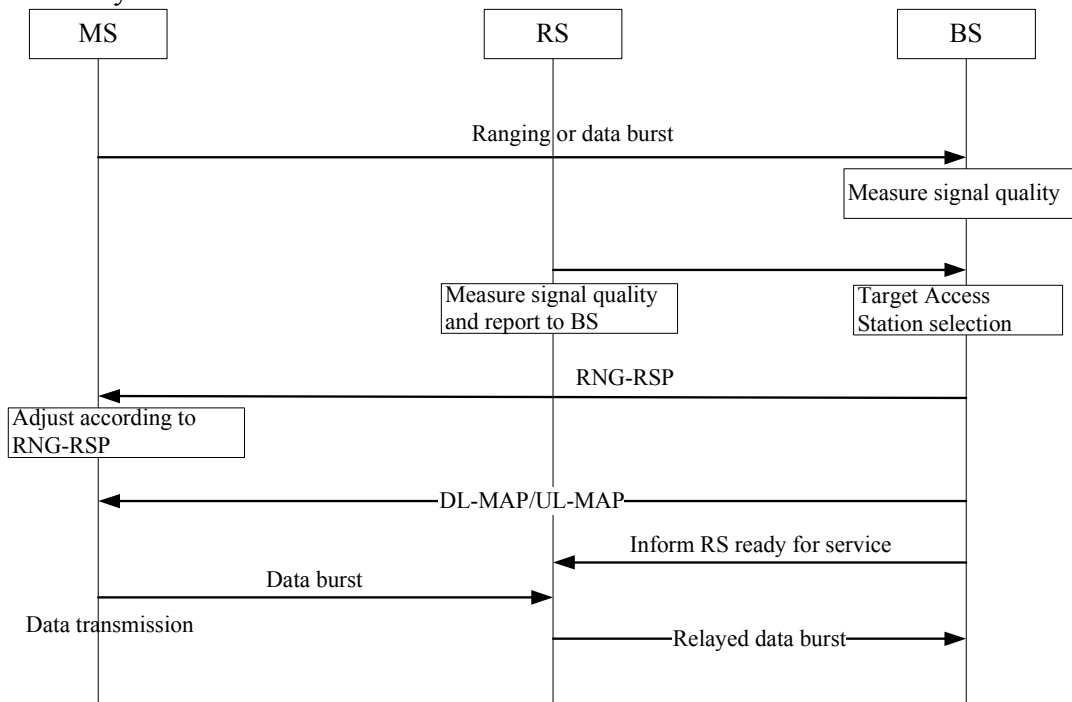 MS
RS
BS
Ranging or data burst
Measure signal quality
Measure signal quality
and report to BS
Target Access
Station selection
RNG-RSP
Adjust according to
RNG-RSP
DL-MAP/UL-MAP
Inform RS ready for service
Data burst
Data transmission
Relayed data burst